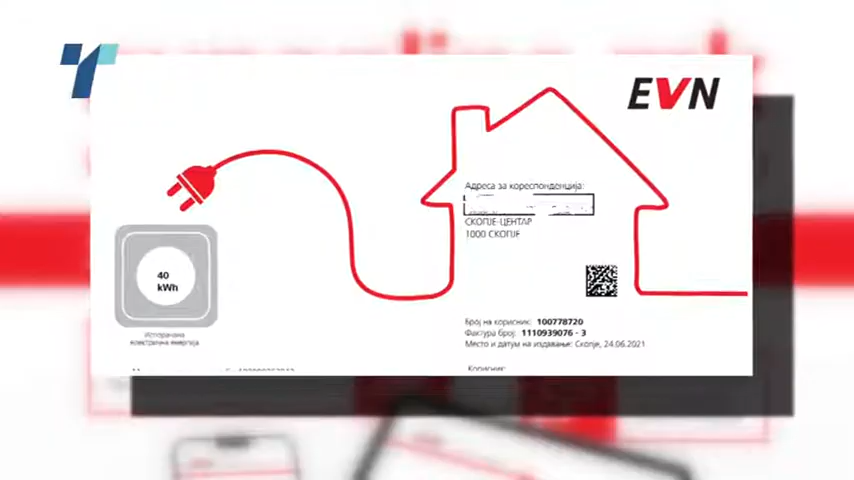 EVN
Адреса за кореспонденција:
СКОПЈЕ-ЦЕНТАР
1000 СКОПЈЕ
40
kWh
Испорачана
електрична енергија
Број на корисник: 100778720
Фактура број: 1110939076 - 3
Место и датум на издавање: Скопје, 24.06.2021
Корисник: